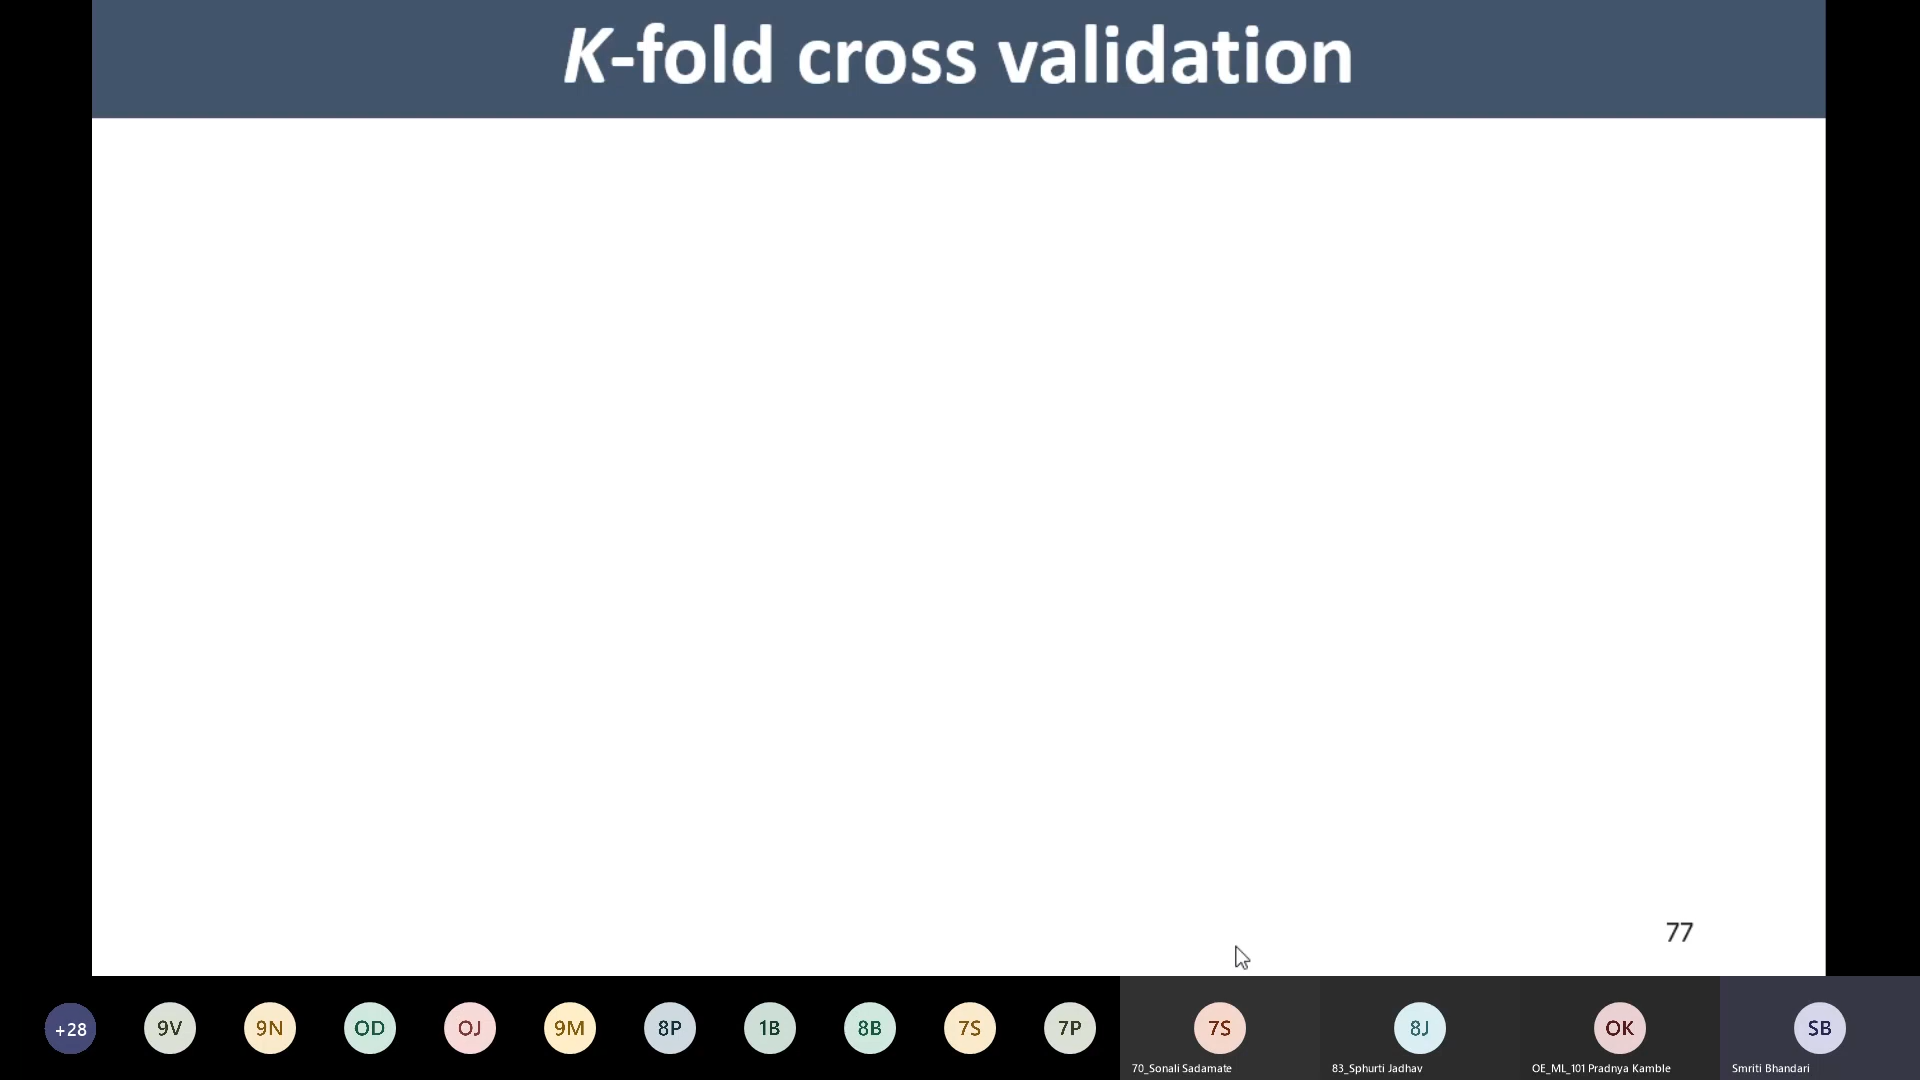 K-fold cross validation
77
+28
9V
9N
OD
OJ
9M
8P
1B
8B
7S
7P
7S
8J
OK
SB
70_Sonali Sadamate
83_Sphurti Jadhav
OE_ML_101 Pradnya Kamble
Smriti Bhandari